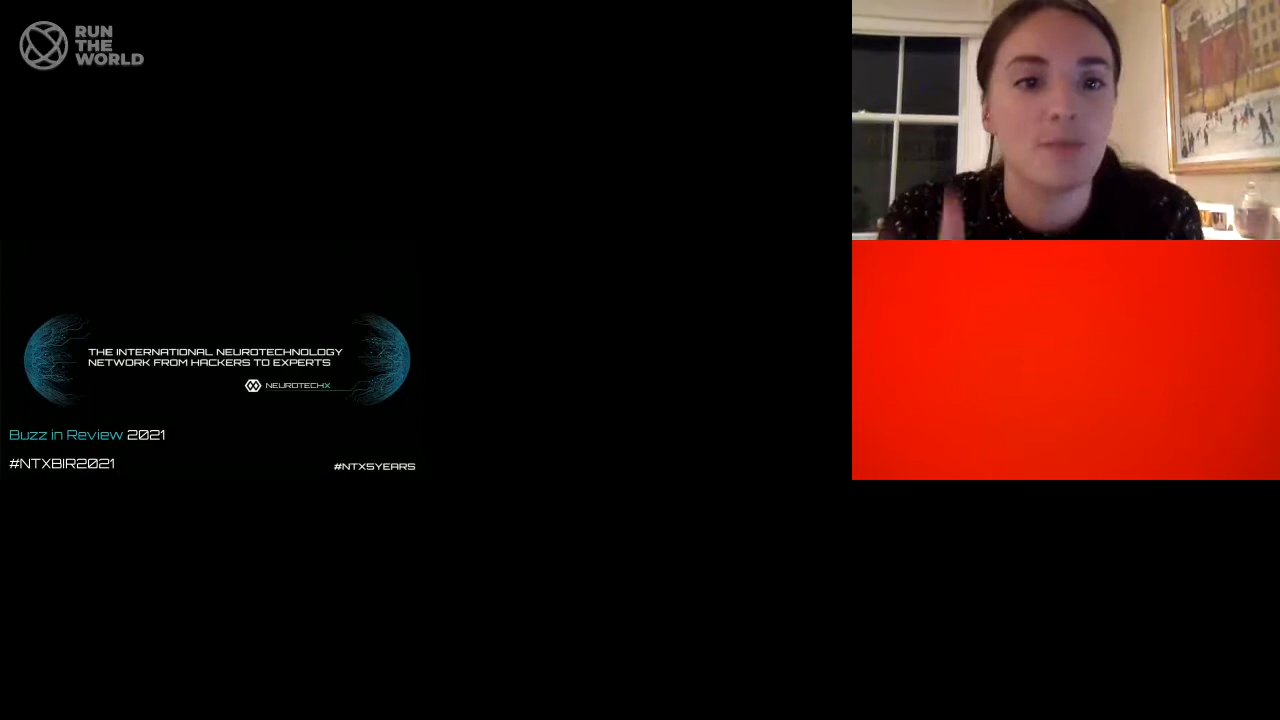 RUN
THE
WORLD
THE INTERNATIONAL NEUROTECHNOLOGY
NETWORK FROM HACKERS TO EXPERTS
NEUROTECHX
Buzz in Review 2021
#NTXBIR2021
#NTX5YEARS